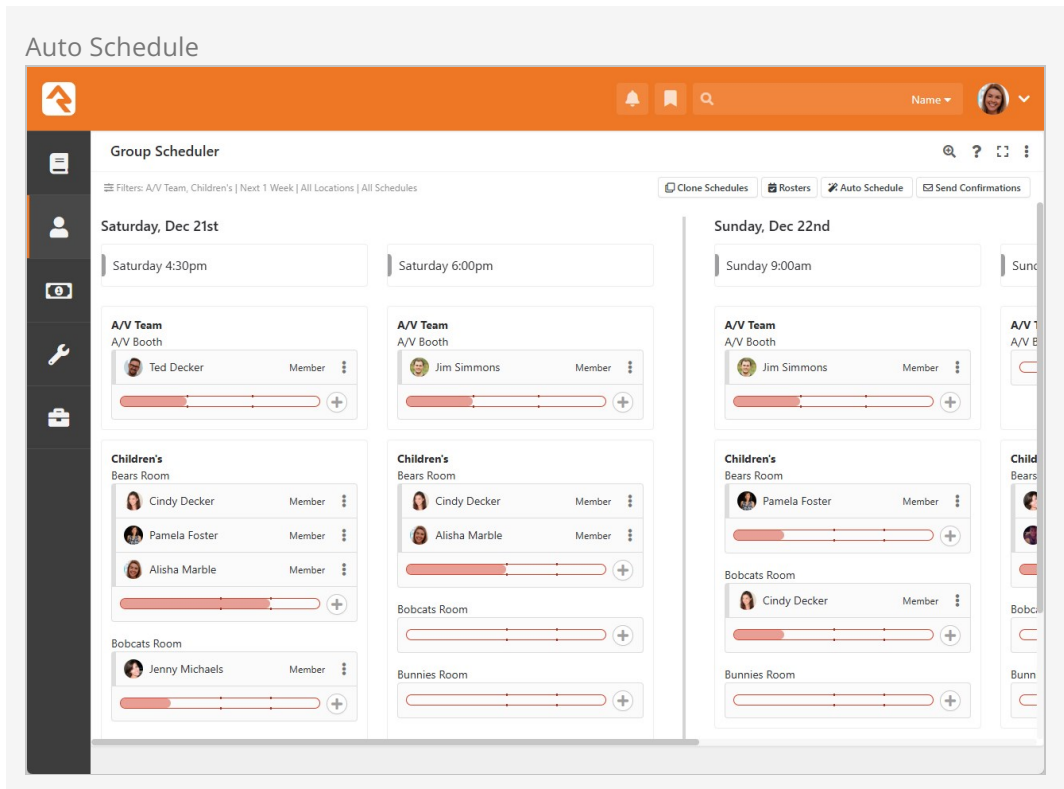 Auto Schedule
Name
Group Scheduler
?
Filters: A/V Team, Children's | Next 1 Week | All Locations | All Schedules
Clone Schedules
Rosters
Auto Schedule
Send Confirmations
Saturday, Dec 21st
Saturday 4:30pm
A/V Team
A/V Booth
Ted Decker Member
Children's
Bears Room
Cindy Decker Member
Pamela Foster Member
Alisha Marble Member
Bobcats Room
Jenny Michaels Member
Saturday 6:00pm
A/V Team
A/V Booth
Jim Simmons Member
Children's
Bears Room
Cindy Decker Member
Alisha Marble Member
Bobcats Room
Bunnies Room
Sunday, Dec 22nd
Sunday 9:00am
A/V Team
A/V Booth
Jim Simmons Member
Children's
Bears Room
Pamela Foster Member
Bobcats Room
Cindy Decker Member
Bunnies Room